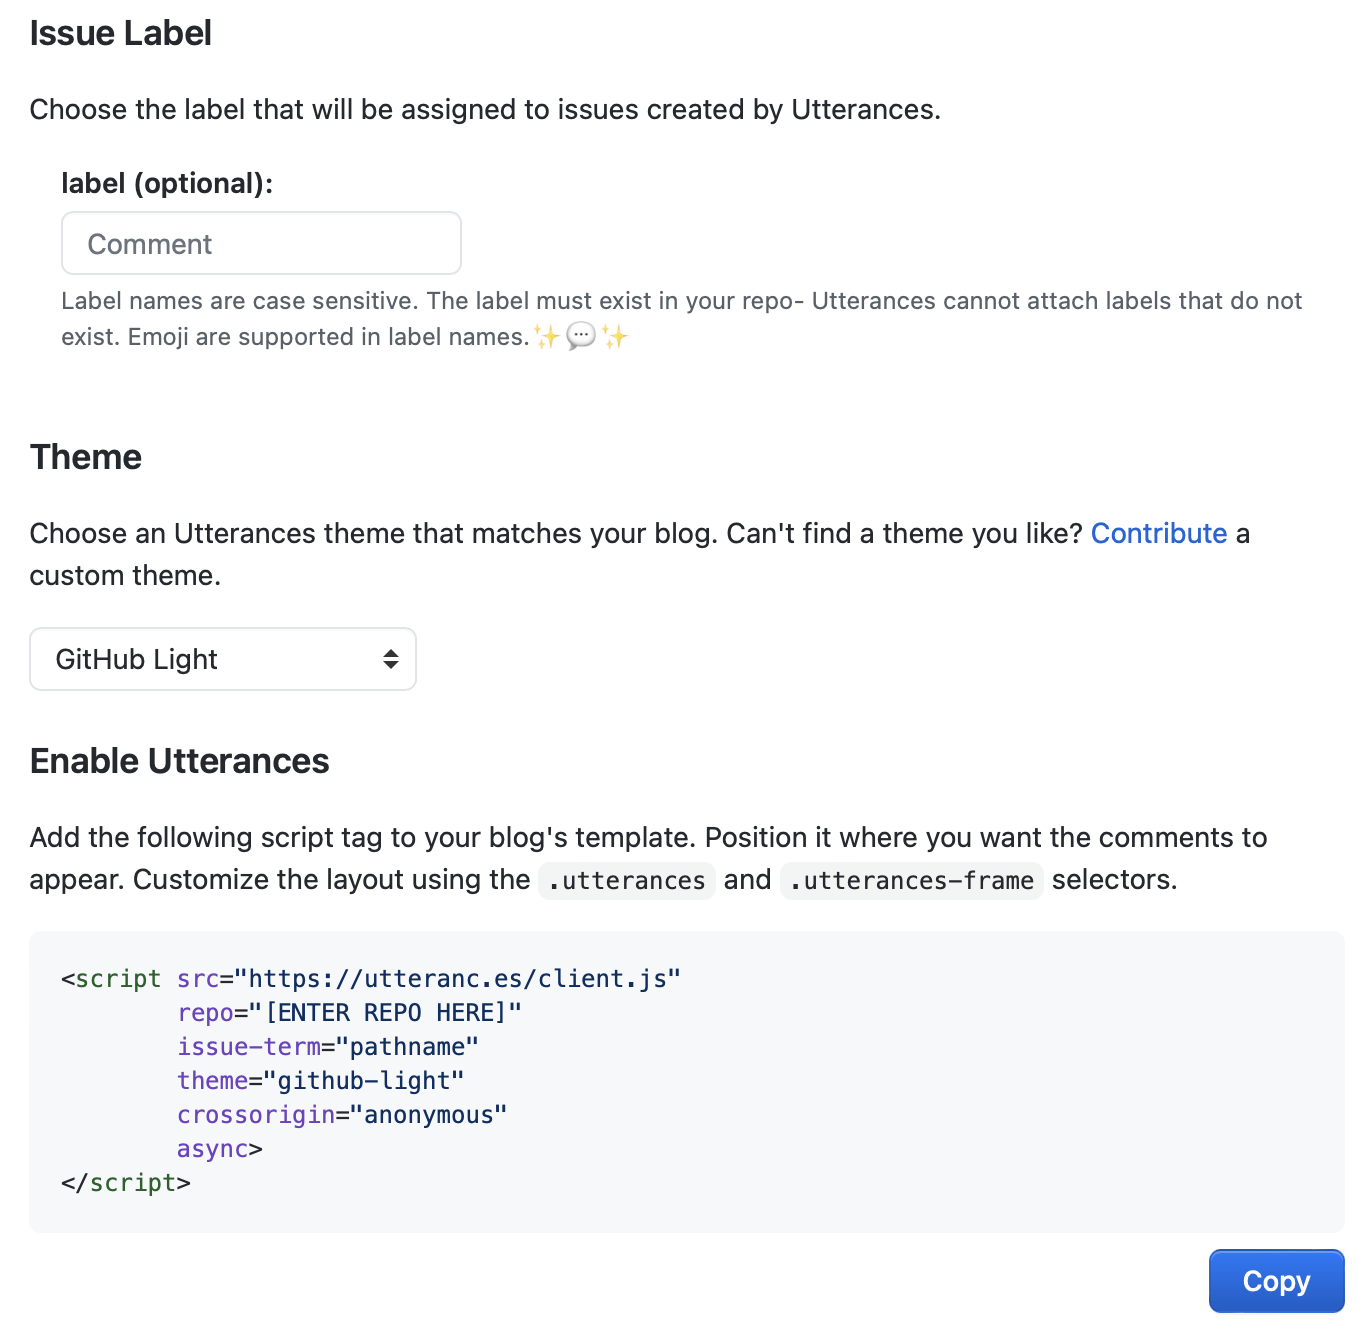 Issue Label
Choose the label that will be assigned to issues created by Utterances.
label (optional):
Comment
Label names are case sensitive. The label must exist in your repo- Utterances cannot attach labels that do not
exist. Emoji are supported in label names.✨💬✨
Theme
Choose an Utterances theme that matches your blog. Can't find a theme you like? Contribute a
custom theme.
GitHub Light
Enable Utterances
Add the following script tag to your blog's template. Position it where you want the comments to
appear. Customize the layout using the .utterances and .utterances-frame selectors.
<script src="https://utteranc.es/client.js"
        repo="[ENTER REPO HERE]"
        issue-term="pathname"
        theme="github-light"
        crossorigin="anonymous"
        async>
</script>
Copy